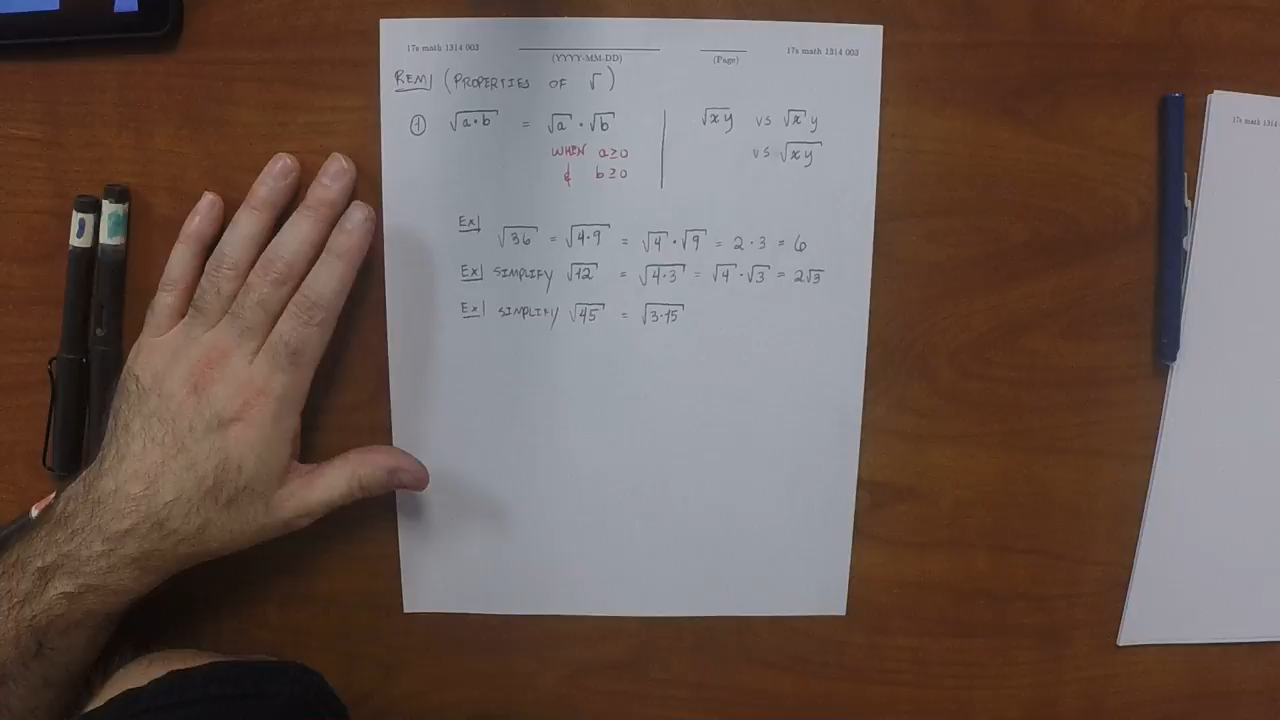 17s math 1314 003 (YYYY-MM-DD) (Page) 17s math 1314 003
REM (PROPERTIES OF √ )
① √(a·b) = √a · √b | √x y vs √x y
WHEN a≥0 vs √(xy)
& b≥0
Ex √36 = √(4·9) = √4 · √9 = 2 · 3 = 6
Ex SIMPLIFY √12 = √(4·3) = √4 · √3 = 2√3
Ex SIMPLIFY √45 = √(3·15)
17s math 1314